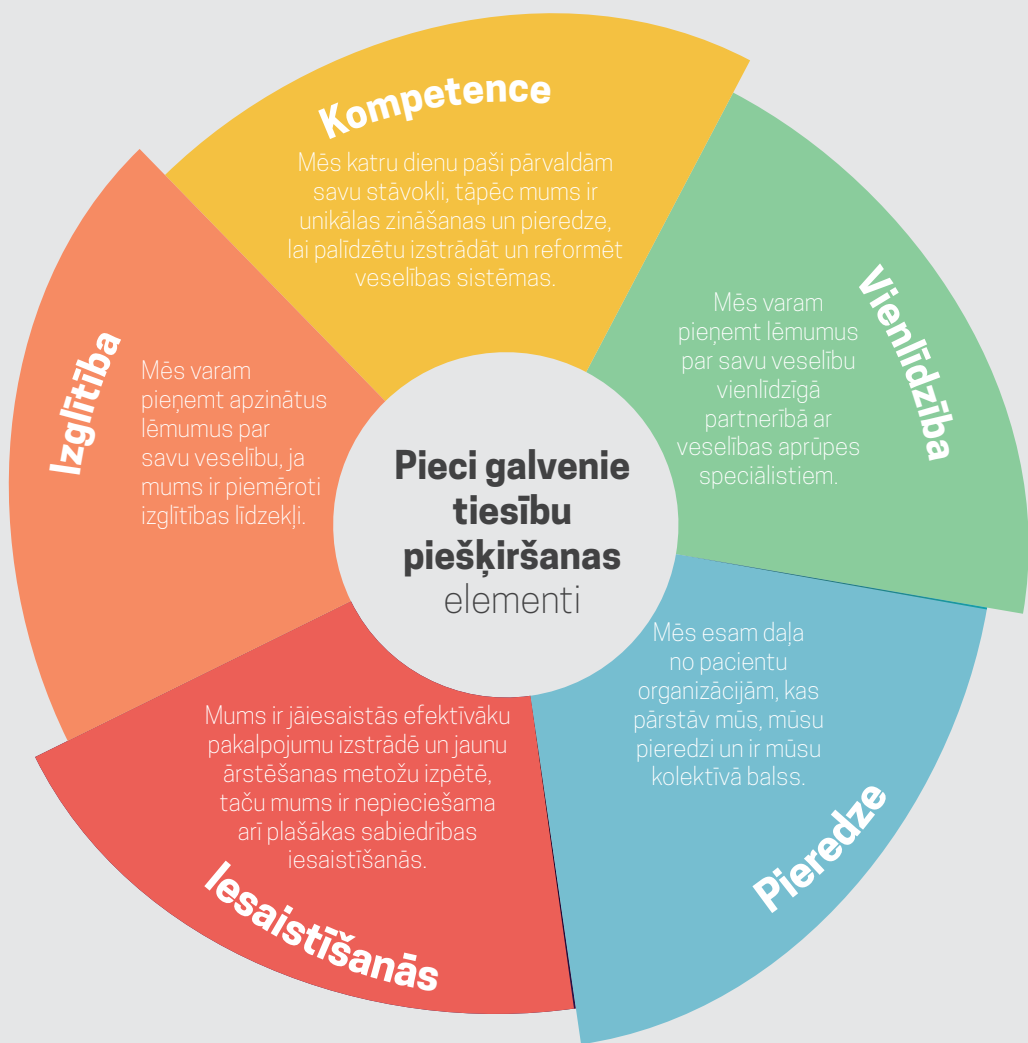 Kompetence
Mēs katru dienu paši pārvaldām
savu stāvokli, tāpēc mums ir
unikālas zināšanas un pieredze,
lai palīdzētu izstrādāt un reformēt
veselības sistēmas.
Vienlīdzība
Mēs varam
pieņemt lēmumus
par savu veselību
vienlīdzīgā
partnerībā ar
veselības aprūpes
speciālistiem.
Izglītība
Mēs varam
pieņemt apzinātus
lēmumus par
savu veselību, ja
mums ir piemēroti
izglītības līdzekļi.
Pieci galvenie
tiesību
piešķiršanas
elementi
Mēs esam daļa
no pacientu
organizācijām, kas
pārstāv mūs, mūsu
pieredzi un ir mūsu
kolektīvā balss.
Pieredze
Mums ir jāiesaistās efektīvāku
pakalpojumu izstrādē un jaunu
ārstēšanas metožu izpētē,
taču mums ir nepieciešama
arī plašākas sabiedrības
iesaistīšanās.
Iesaistīšanās